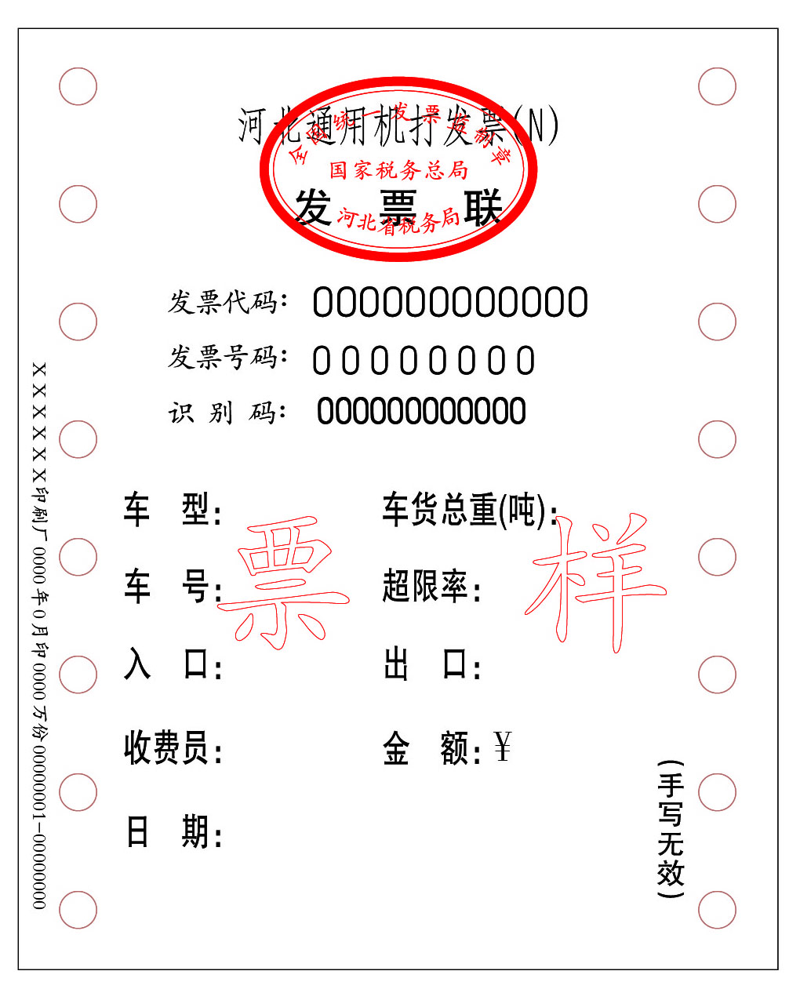 河北通用机打发票(N)
全国统一发票监制章
国家税务总局
河北省税务局
发 票 联
发票代码: 000000000000
发票号码: 00000000
识 别 码: 000000000000
车 型: 车货总重(吨):
车 号: 超限率:
入 口: 出 口:
收费员: 金 额: ¥
日 期:
票样
(手写无效)
XXXXXX印刷厂0000年0月印0000万份00000001-00000000